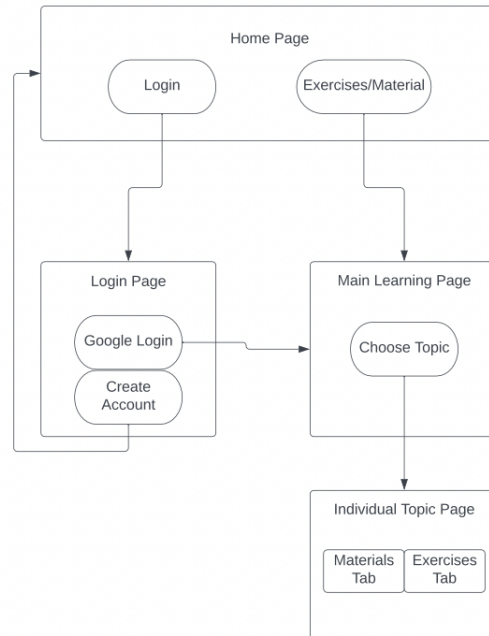 Home Page
Login
Exercises/Material
Login Page
Main Learning Page
Google Login
Choose Topic
Create
Account
Individual Topic Page
Materials
Tab
Exercises
Tab